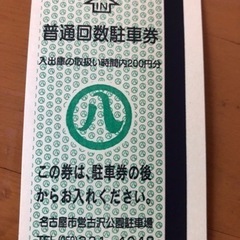 IN
普通回数駐車券
入出庫の取扱い時間内200円分
八
この券は、駐車券の後
からお入れください。
名古屋市営古沢公園駐車場